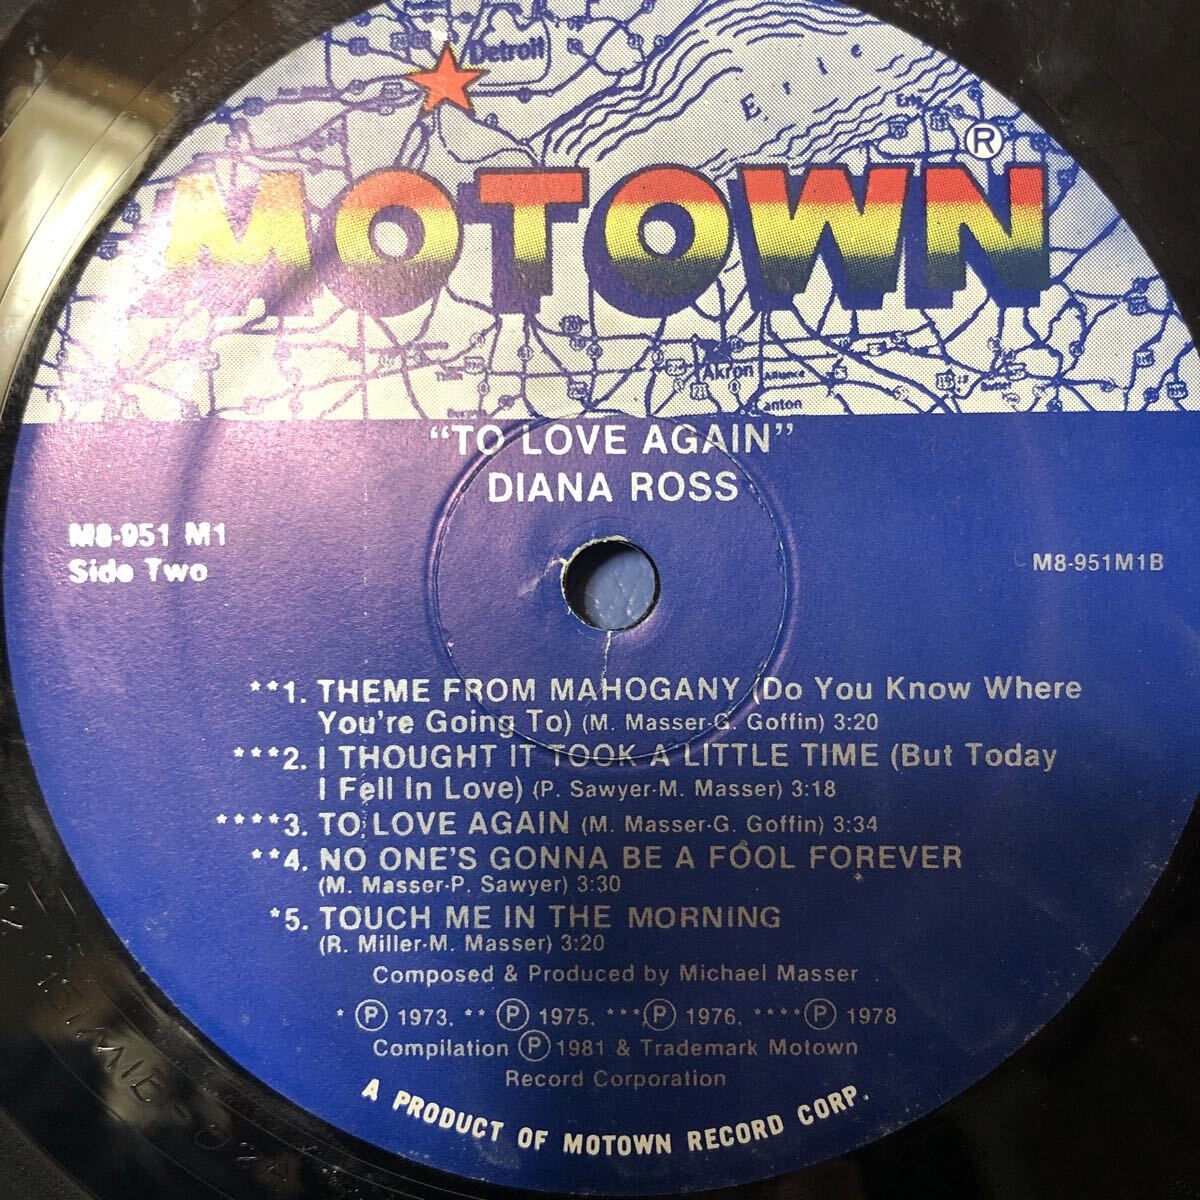 Detroit
Erie
Erie
MOTOWN®
Akron
Alliance
Canton
"TO LOVE AGAIN"
DIANA ROSS
M8-951 M1
Side Two
M8-951M1B
**1. THEME FROM MAHOGANY (Do You Know Where
You're Going To) (M. Masser-G. Goffin) 3:20
***2. I THOUGHT IT TOOK A LITTLE TIME (But Today
I Fell In Love) (P. Sawyer-M. Masser) 3:18
****3. TO LOVE AGAIN (M. Masser-G. Goffin) 3:34
**4. NO ONE'S GONNA BE A FOOL FOREVER
(M. Masser-P. Sawyer) 3:30
*5. TOUCH ME IN THE MORNING
(R. Miller-M. Masser) 3:20
Composed & Produced by Michael Masser
* Ⓟ 1973, ** Ⓟ 1975, *** Ⓟ 1976, **** Ⓟ 1978
Compilation Ⓟ 1981 & Trademark Motown
Record Corporation
A PRODUCT OF MOTOWN RECORD CORP.